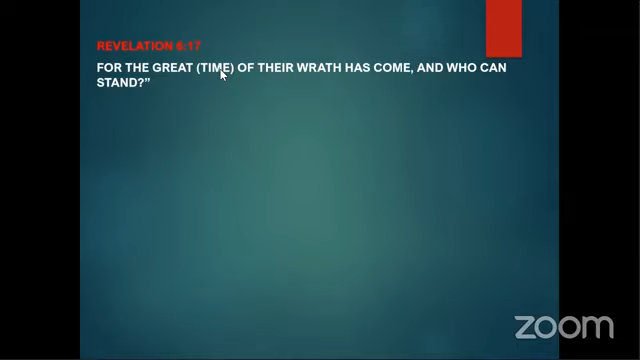 REVELATION 6:17
FOR THE GREAT (TIME) OF THEIR WRATH HAS COME, AND WHO CAN
STAND?”
zoom